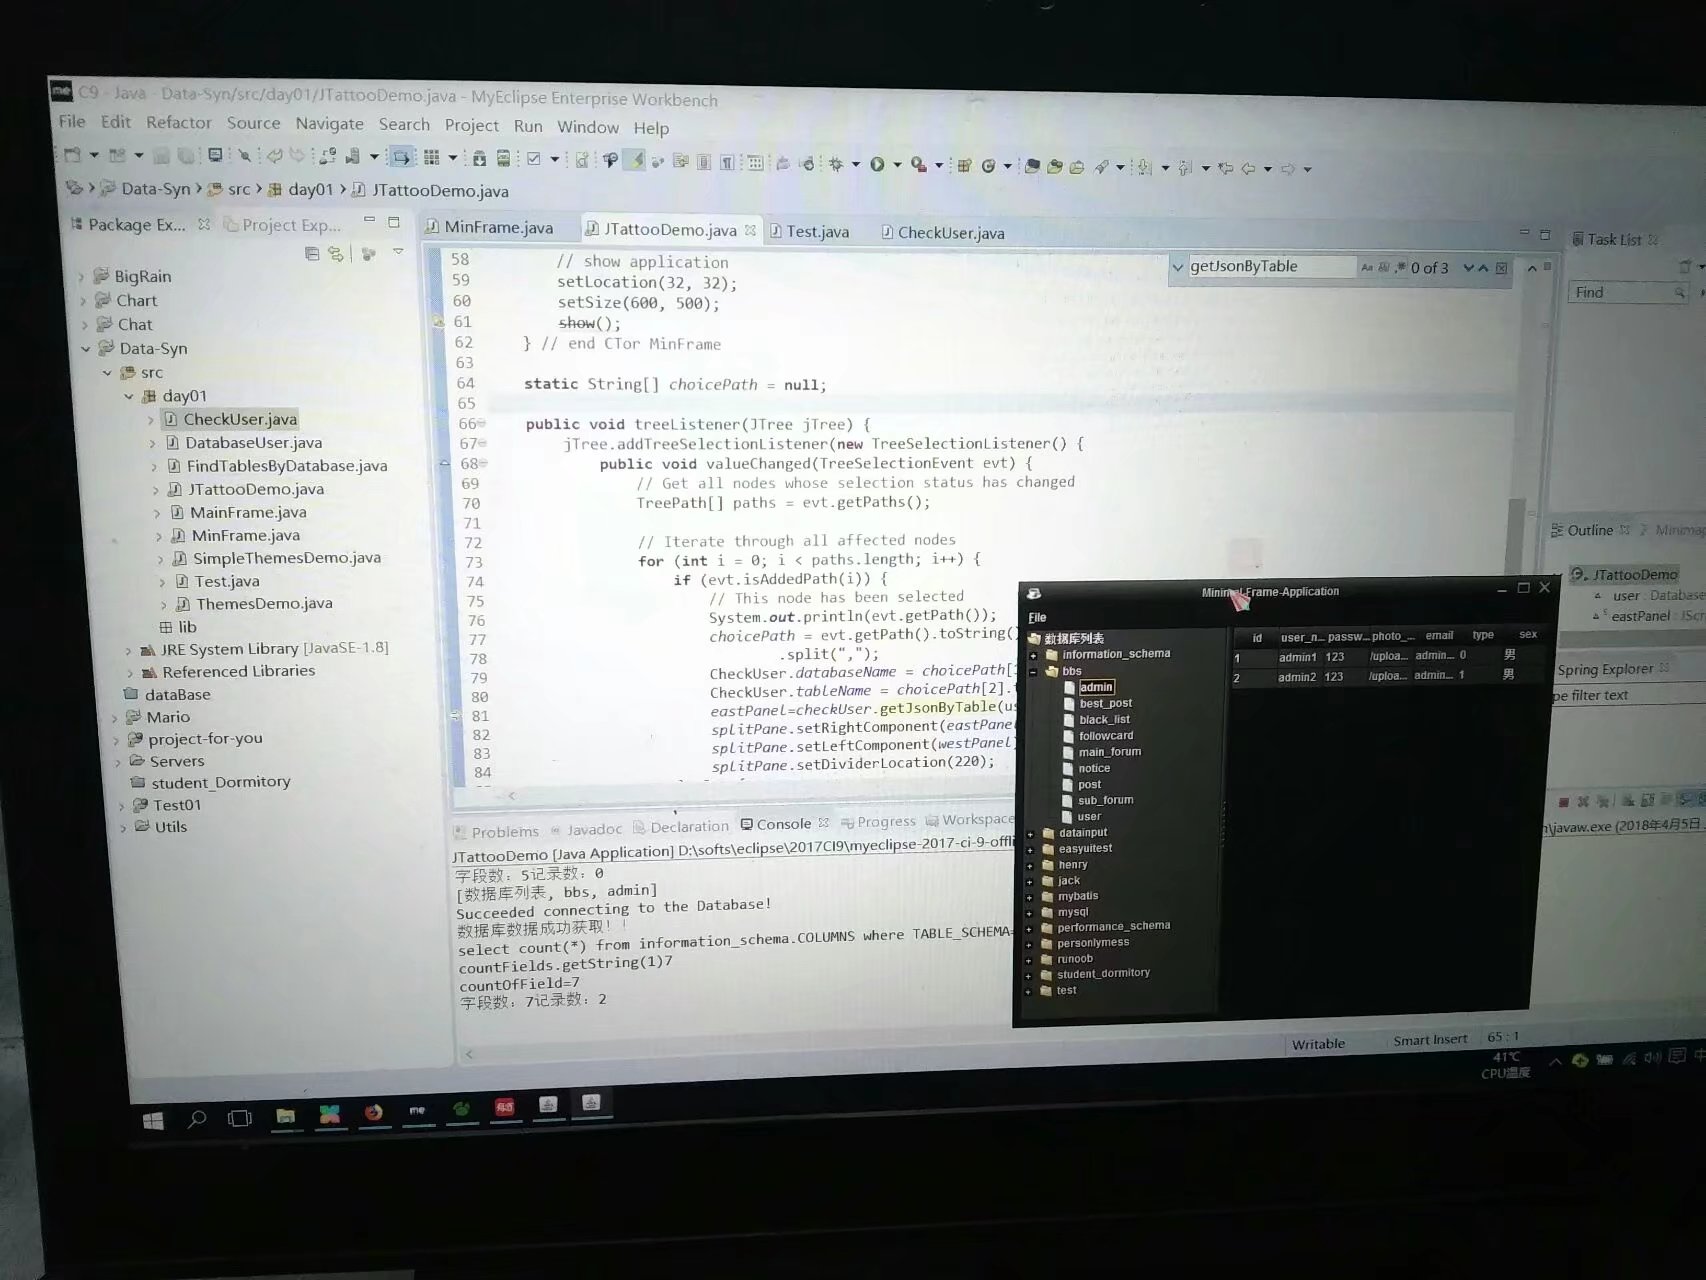 C9 - Java - Data-Syn/src/day01/JTattooDemo.java - MyEclipse Enterprise Workbench
File Edit Refactor Source Navigate Search Project Run Window Help
Data-Syn src day01 JTattooDemo.java
Package Ex... Project Exp...
BigRain
Chart
Chat
Data-Syn
src
day01
CheckUser.java
DatabaseUser.java
FindTablesByDatabase.java
JTattooDemo.java
MainFrame.java
MinFrame.java
SimpleThemesDemo.java
Test.java
ThemesDemo.java
lib
JRE System Library [JavaSE-1.8]
Referenced Libraries
dataBase
Mario
project-for-you
Servers
student_Dormitory
Test01
Utils
MinFrame.java JTattooDemo.java Test.java CheckUser.java
getJsonByTable 0 of 3
58 // show application
59 setLocation(32, 32);
60 setSize(600, 500);
61 show();
62 } // end CTor MinFrame
63
64 static String[] choicePath = null;
65
66 public void treeListener(JTree jTree) {
67 jTree.addTreeSelectionListener(new TreeSelectionListener() {
68 public void valueChanged(TreeSelectionEvent evt) {
69 // Get all nodes whose selection status has changed
70 TreePath[] paths = evt.getPaths();
71
72 // Iterate through all affected nodes
73 for (int i = 0; i < paths.length; i++) {
74 if (evt.isAddedPath(i)) {
75 // This node has been selected
76 System.out.println(evt.getPath());
77 choicePath = evt.getPath().toString()
78 .split(",");
79 CheckUser.databaseName = choicePath[
80 CheckUser.tableName = choicePath[2].
81 eastPanel=checkUser.getJsonByTable(us
82 splitPane.setRightComponent(eastPane
83 splitPane.setLeftComponent(westPanel)
84 splitPane.setDividerLocation(220);
Problems Javadoc Declaration Console Progress Workspace
JTattooDemo [Java Application] D:\softs\eclipse\2017CI9\myeclipse-2017-ci-9-offli
字段数：5记录数：0
[数据库列表, bbs, admin]
Succeeded connecting to the Database!
数据库数据成功获取！！
select count(*) from information_schema.COLUMNS where TABLE_SCHEMA=
countFields.getString(1)7
countOfField=7
字段数：7记录数：2
Frame-Application
File
数据库列表
information_schema
bbs
admin
best_post
black_list
followcard
main_forum
notice
post
sub_forum
user
datainput
easyuitest
henry
jack
mybatis
mysql
performance_schema
personlymess
runoob
student_dormitory
test
id user_n... passw... photo_... email type sex
1 admin1 123 /uploa... admin... 0 男
2 admin2 123 /uploa... admin... 1 男
Task List
Find
Outline Minimap
JTattooDemo
user : Database
eastPanel : JScr
Spring Explorer
pe filter text
\javaw.exe (2018年4月5日
Writable Smart Insert 65 : 1
41℃
CPU温度
me
有道